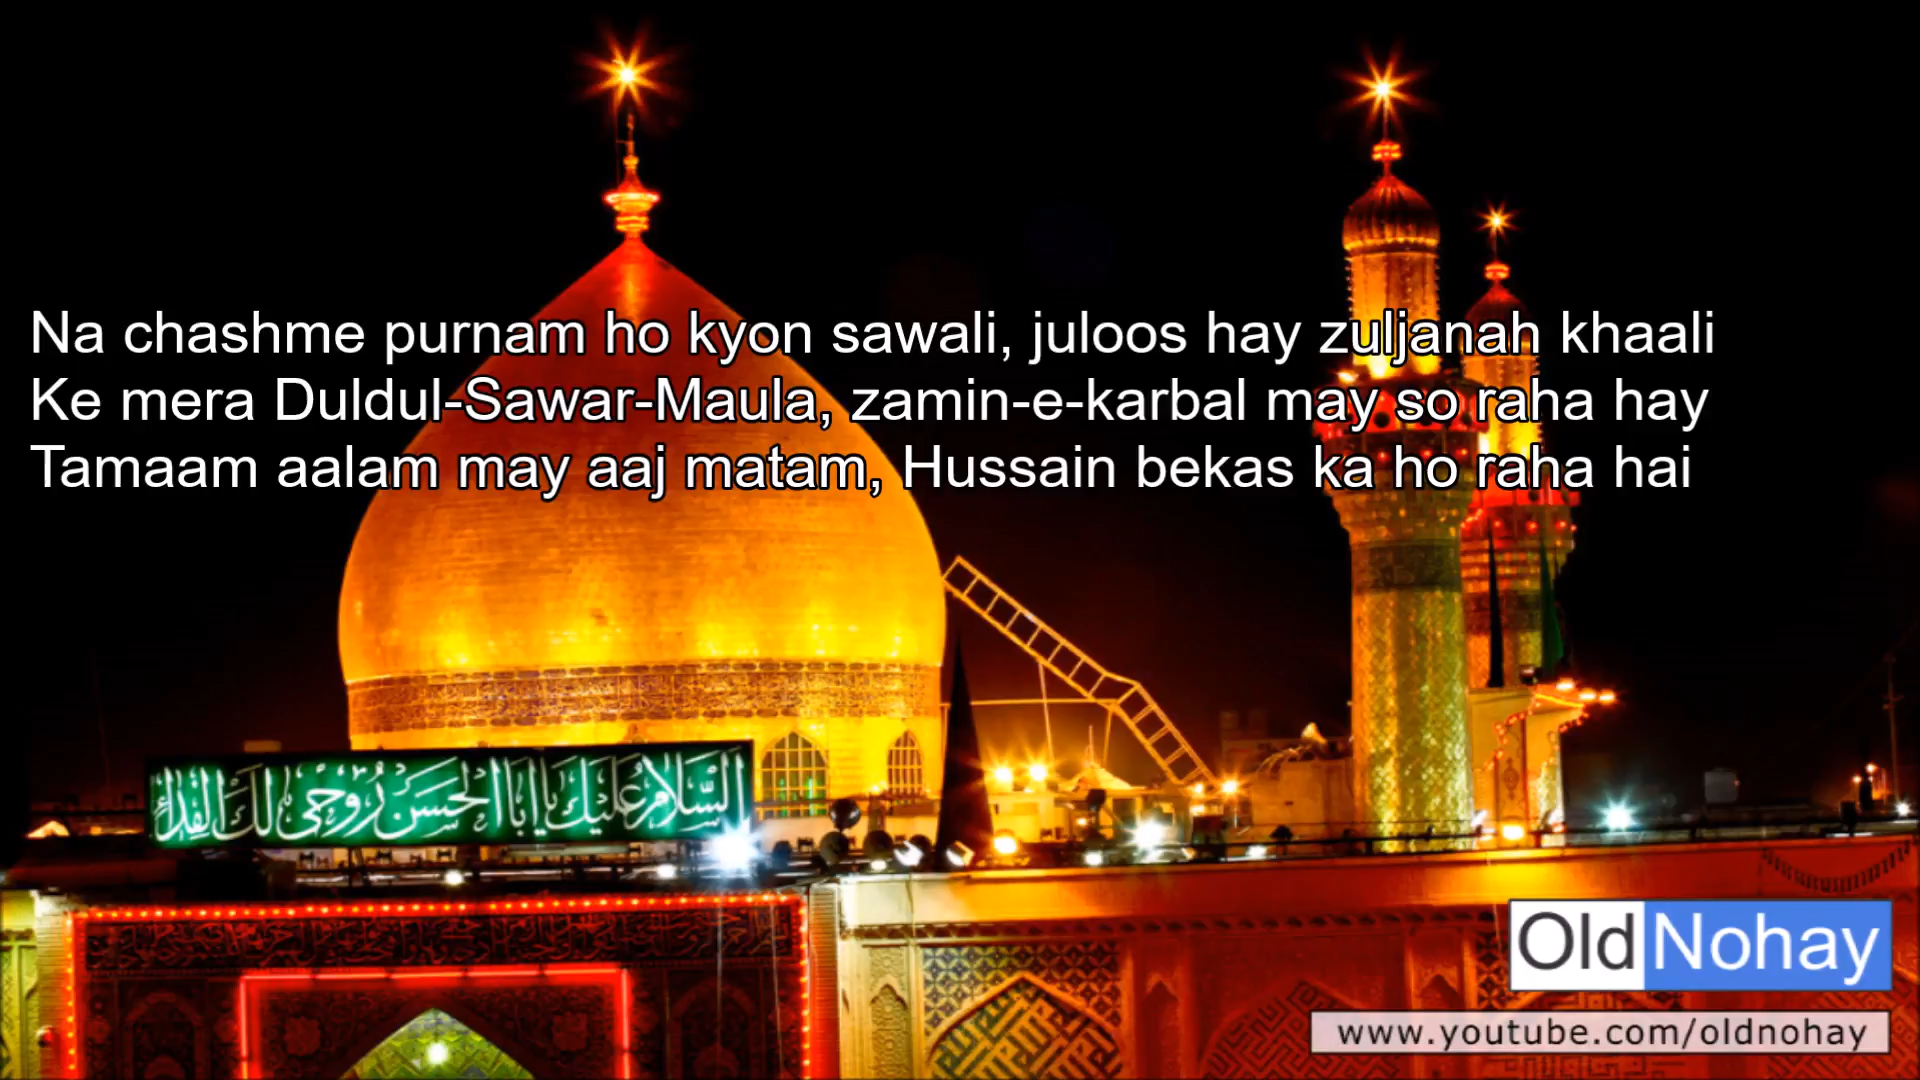 Na chashme purnam ho kyon sawali, juloos hay zuljanah khaali
Ke mera Duldul-Sawar-Maula, zamin-e-karbal may so raha hay
Tamaam aalam may aaj matam, Hussain bekas ka ho raha hai
السلام عليك يا ابا الحسن روحي لك الفداء
OldNohay
www.youtube.com/oldnohay